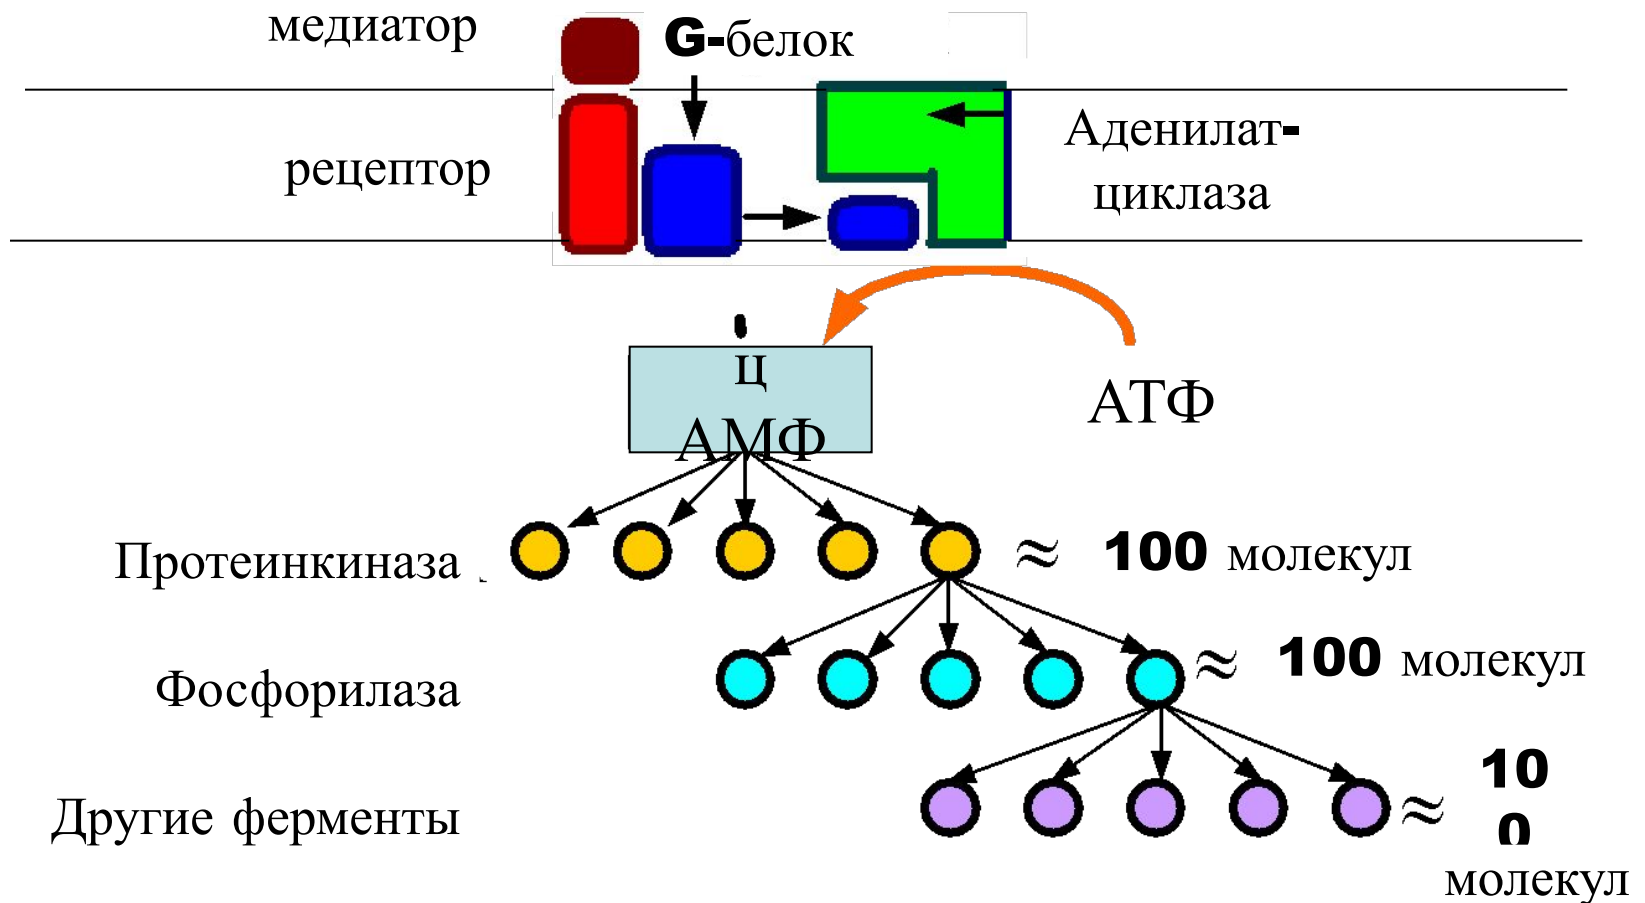 медиатор
G-белок
рецептор
Аденилат-
циклаза
ц
АМФ
АТФ
Протеинкиназа
≈ 100 молекул
Фосфорилаза
≈ 100 молекул
Другие ферменты
≈ 10
0
молекул